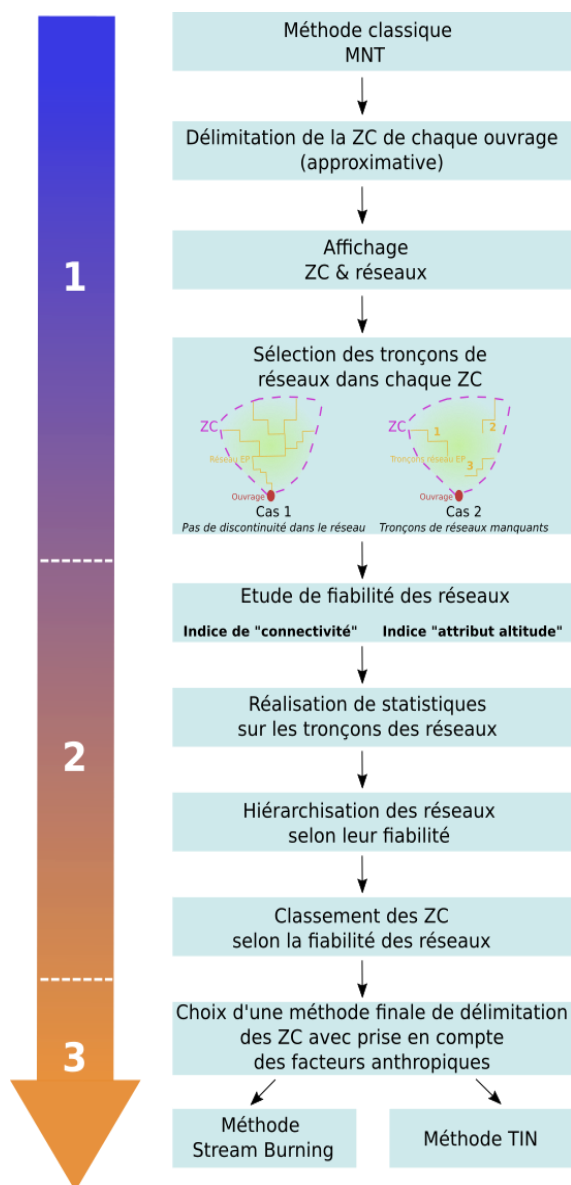 Méthode classique
MNT
Délimitation de la ZC de chaque ouvrage
(approximative)
1
Affichage
ZC & réseaux
Sélection des tronçons de
réseaux dans chaque ZC
ZC
Réseau EP
Ouvrage
Cas 1
Pas de discontinuité dans le réseau
ZC
1
2
Tronçons réseau EP
3
Ouvrage
Cas 2
Tronçons de réseaux manquants
Etude de fiabilité des réseaux
Indice de "connectivité"
Indice "attribut altitude"
Réalisation de statistiques
sur les tronçons des réseaux
2
Hiérarchisation des réseaux
selon leur fiabilité
Classement des ZC
selon la fiabilité des réseaux
3
Choix d'une méthode finale de délimitation
des ZC avec prise en compte
des facteurs anthropiques
Méthode
Stream Burning
Méthode TIN